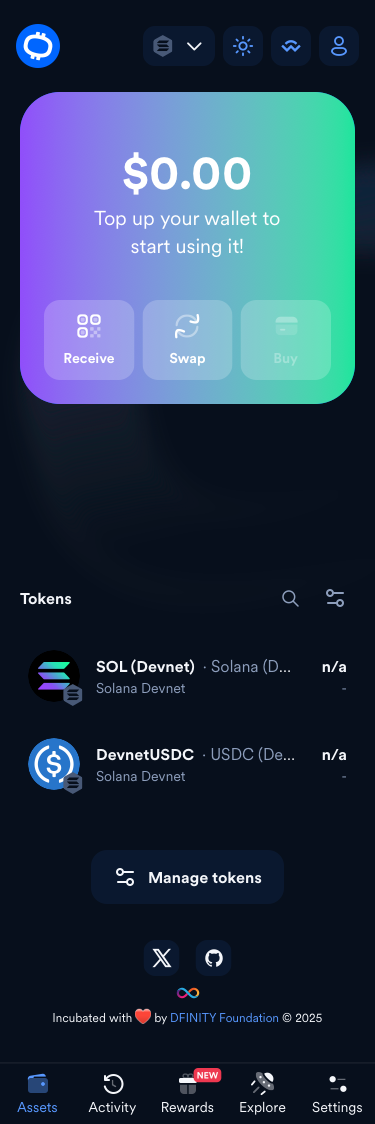 $0.00
Top up your wallet to
start using it!
Receive Swap Buy
Tokens
SOL (Devnet) · Solana (D... n/a
Solana Devnet -
DevnetUSDC · USDC (De... n/a
Solana Devnet -
Manage tokens
Incubated with ❤️ by DFINITY Foundation © 2025
NEW
Assets Activity Rewards Explore Settings